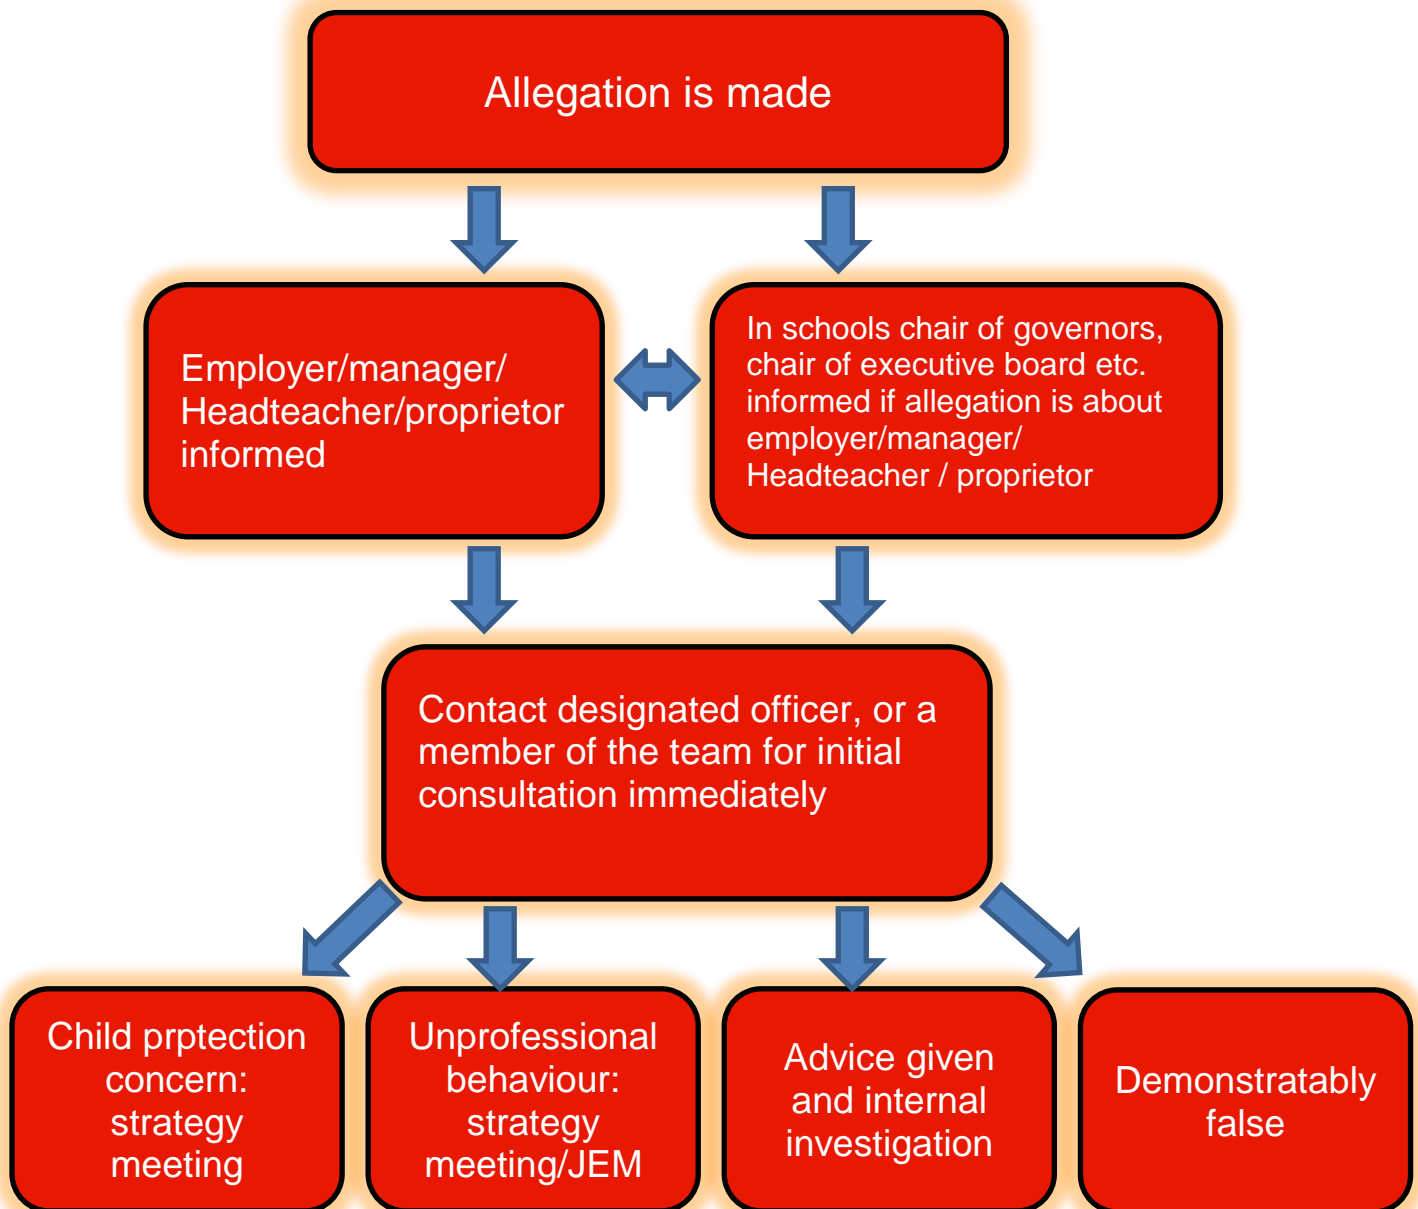 Allegation is made
Employer/manager/
Headteacher/proprietor
informed
In schools chair of governors,
chair of executive board etc.
informed if allegation is about
employer/manager/
Headteacher / proprietor
Contact designated officer, or a
member of the team for initial
consultation immediately
Child prptection
concern:
strategy
meeting
Unprofessional
behaviour:
strategy
meeting/JEM
Advice given
and internal
investigation
Demonstratably
false